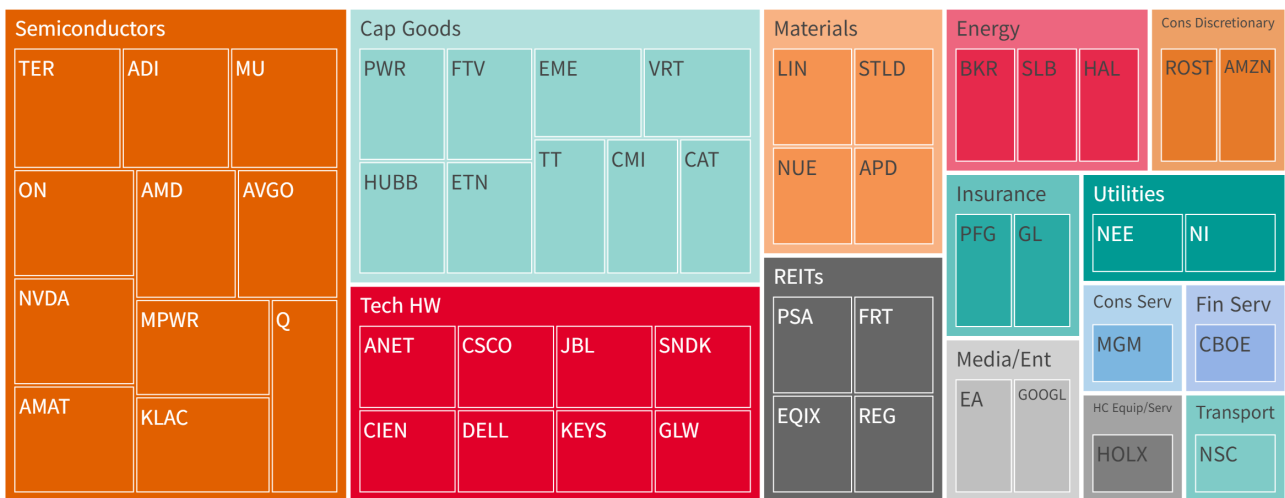 Semiconductors
TER
ADI
MU
ON
AMD
AVGO
NVDA
MPWR
Q
AMAT
KLAC
Cap Goods
PWR
FTV
EME
VRT
HUBB
ETN
TT
CMI
CAT
Tech HW
ANET
CSCO
JBL
SNDK
CIEN
DELL
KEYS
GLW
Materials
LIN
STLD
NUE
APD
REITs
PSA
FRT
EQIX
REG
Energy
BKR
SLB
HAL
Cons Discretionary
ROST
AMZN
Insurance
PFG
GL
Utilities
NEE
NI
Media/Ent
EA
GOOGL
Cons Serv
MGM
Fin Serv
CBOE
HC Equip/Serv
HOLX
Transport
NSC